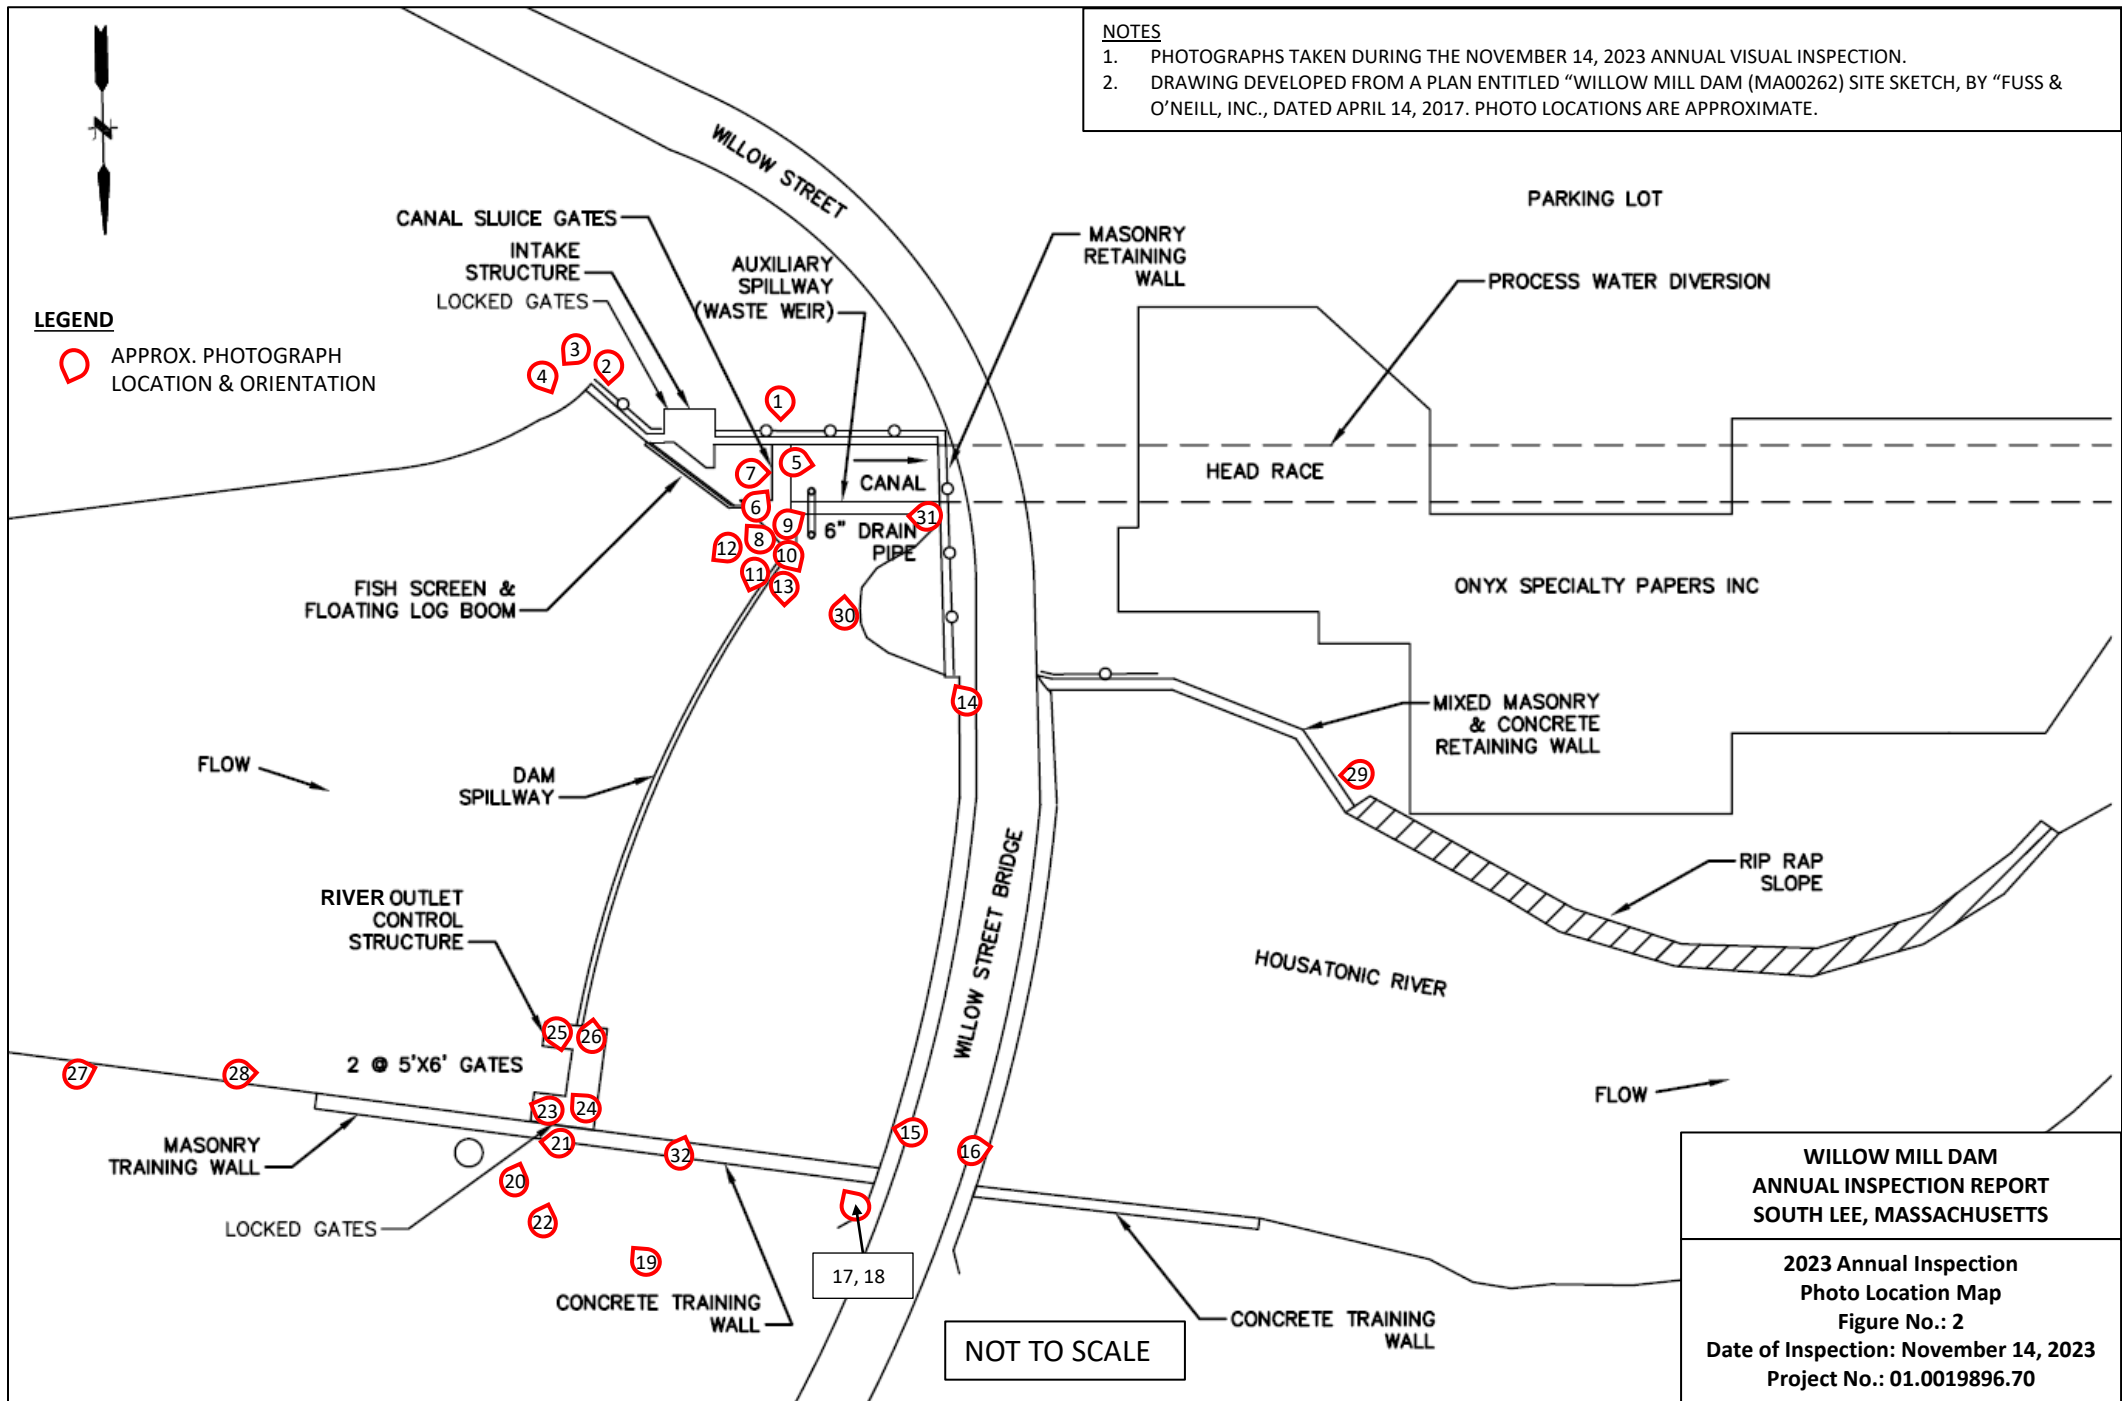 NOTES
1. PHOTOGRAPHS TAKEN DURING THE NOVEMBER 14, 2023 ANNUAL VISUAL INSPECTION.
2. DRAWING DEVELOPED FROM A PLAN ENTITLED “WILLOW MILL DAM (MA00262) SITE SKETCH, BY “FUSS &
O’NEILL, INC., DATED APRIL 14, 2017. PHOTO LOCATIONS ARE APPROXIMATE.
N
WILLOW STREET
PARKING LOT
CANAL SLUICE GATES
INTAKE
STRUCTURE
LOCKED GATES
AUXILIARY
SPILLWAY
(WASTE WEIR)
MASONRY
RETAINING
WALL
PROCESS WATER DIVERSION
LEGEND
APPROX. PHOTOGRAPH
LOCATION & ORIENTATION
3
2
4
1
5
7
6
CANAL
HEAD RACE
9
31
8
6" DRAIN
PIPE
12
10
11
13
30
FISH SCREEN &
FLOATING LOG BOOM
ONYX SPECIALTY PAPERS INC
14
MIXED MASONRY
& CONCRETE
RETAINING WALL
29
FLOW
DAM
SPILLWAY
WILLOW STREET BRIDGE
RIP RAP
SLOPE
RIVER OUTLET
CONTROL
STRUCTURE
HOUSATONIC RIVER
25
26
2 @ 5'X6' GATES
27
28
23
24
FLOW
MASONRY
TRAINING WALL
21
32
15
16
20
22
LOCKED GATES
19
17, 18
CONCRETE TRAINING
WALL
CONCRETE TRAINING
WALL
NOT TO SCALE
WILLOW MILL DAM
ANNUAL INSPECTION REPORT
SOUTH LEE, MASSACHUSETTS
2023 Annual Inspection
Photo Location Map
Figure No.: 2
Date of Inspection: November 14, 2023
Project No.: 01.0019896.70